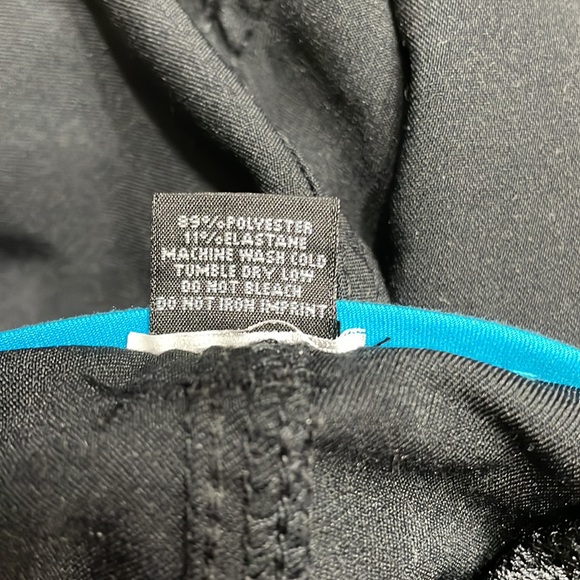 89% POLYESTER
11% ELASTANE
MACHINE WASH COLD
TUMBLE DRY LOW
DO NOT BLEACH
DO NOT IRON IMPRINT